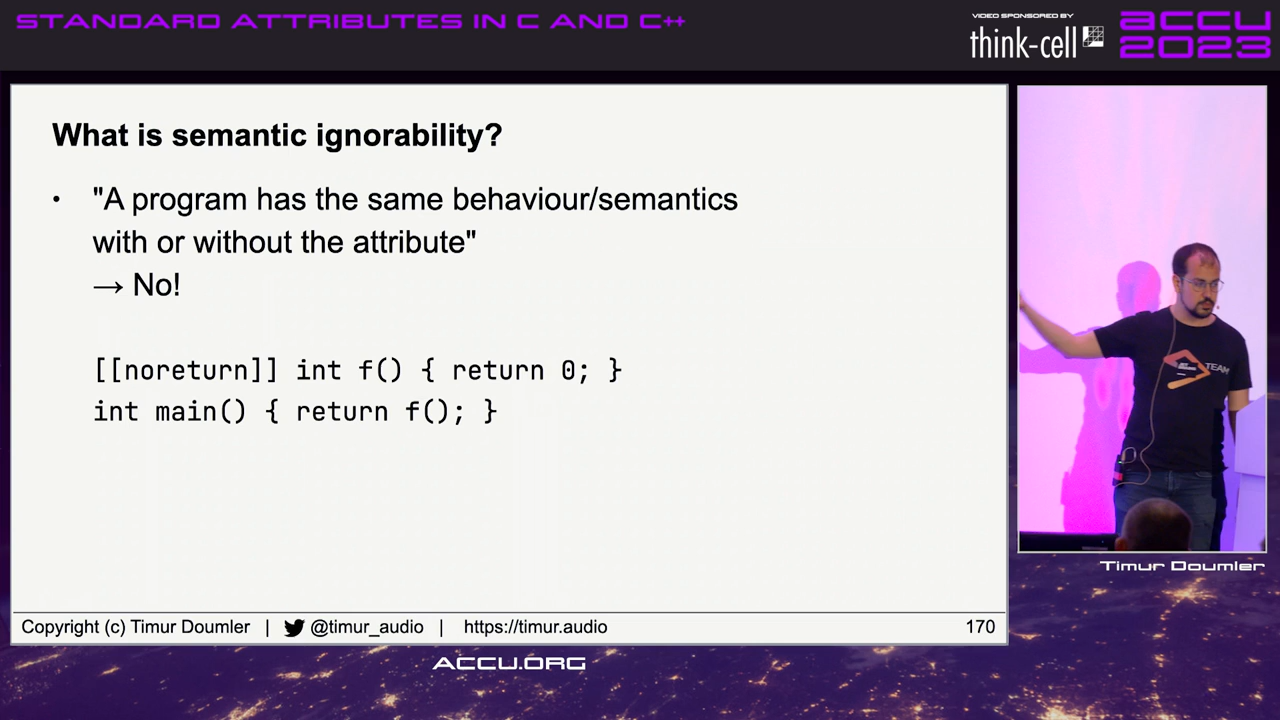 STANDARD ATTRIBUTES IN C AND C++
VIDEO SPONSORED BY
think-cell
ACCU
2023
What is semantic ignorability?
• "A program has the same behaviour/semantics
with or without the attribute"
→ No!
[[noreturn]] int f() { return 0; }
int main() { return f(); }
TEAM
Timur Doumler
Copyright (c) Timur Doumler | @timur_audio | https://timur.audio 170
ACCU.ORG